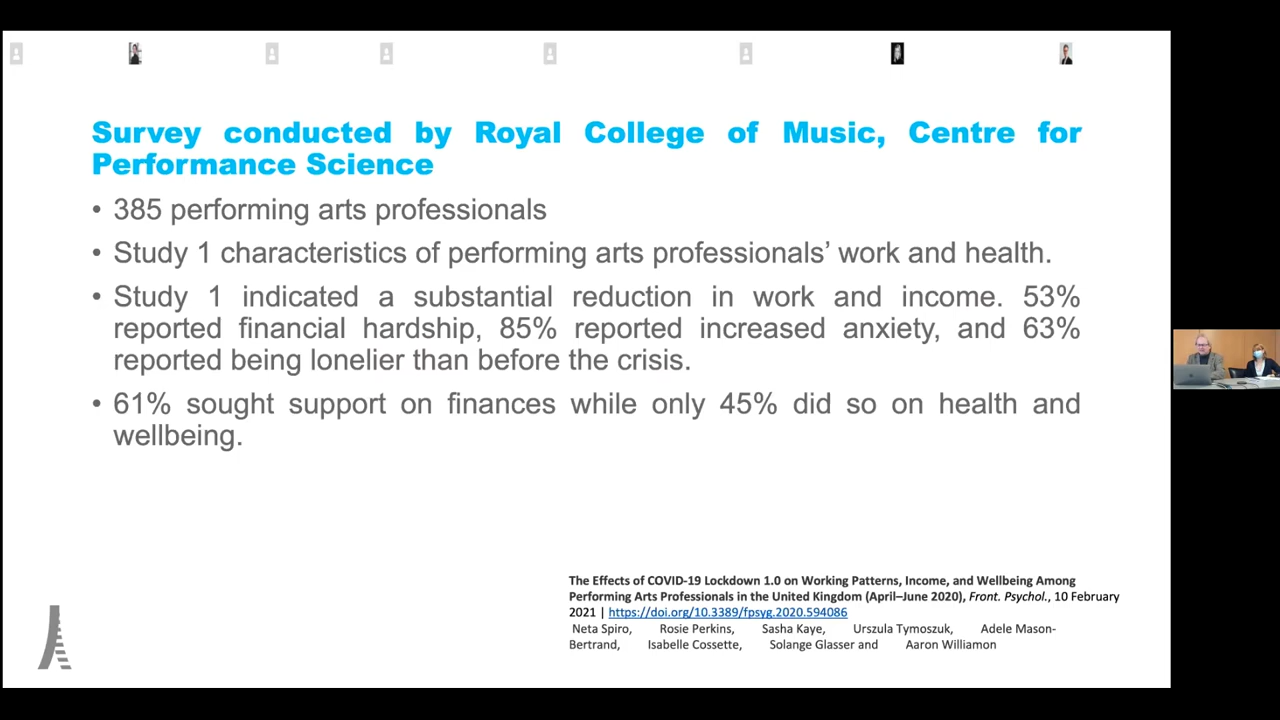 Survey conducted by Royal College of Music, Centre for
Performance Science
• 385 performing arts professionals
• Study 1 characteristics of performing arts professionals’ work and health.
• Study 1 indicated a substantial reduction in work and income. 53%
reported financial hardship, 85% reported increased anxiety, and 63%
reported being lonelier than before the crisis.
• 61% sought support on finances while only 45% did so on health and
wellbeing.
The Effects of COVID-19 Lockdown 1.0 on Working Patterns, Income, and Wellbeing Among
Performing Arts Professionals in the United Kingdom (April–June 2020), Front. Psychol., 10 February
2021 | https://doi.org/10.3389/fpsyg.2020.594086
Neta Spiro, Rosie Perkins, Sasha Kaye, Urszula Tymoszuk, Adele Mason-
Bertrand, Isabelle Cossette, Solange Glasser and Aaron Williamon